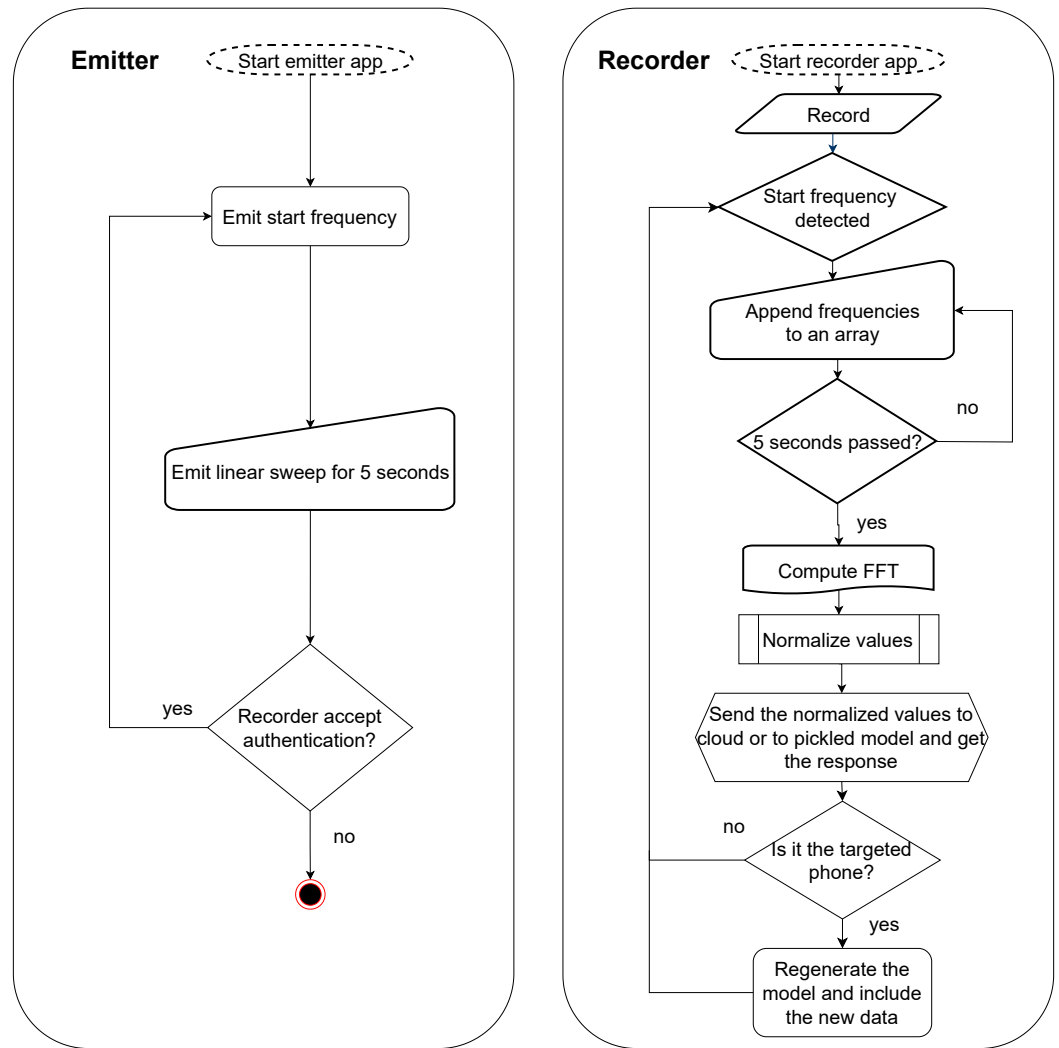 Emitter
Start emitter app
Emit start frequency
Emit linear sweep for 5 seconds
Recorder accept
authentication?
yes
no
Recorder
Start recorder app
Record
Start frequency
detected
Append frequencies
to an array
no
5 seconds passed?
yes
Compute FFT
Normalize values
Send the normalized values to
cloud or to pickled model and get
the response
no
Is it the targeted
phone?
yes
Regenerate the
model and include
the new data